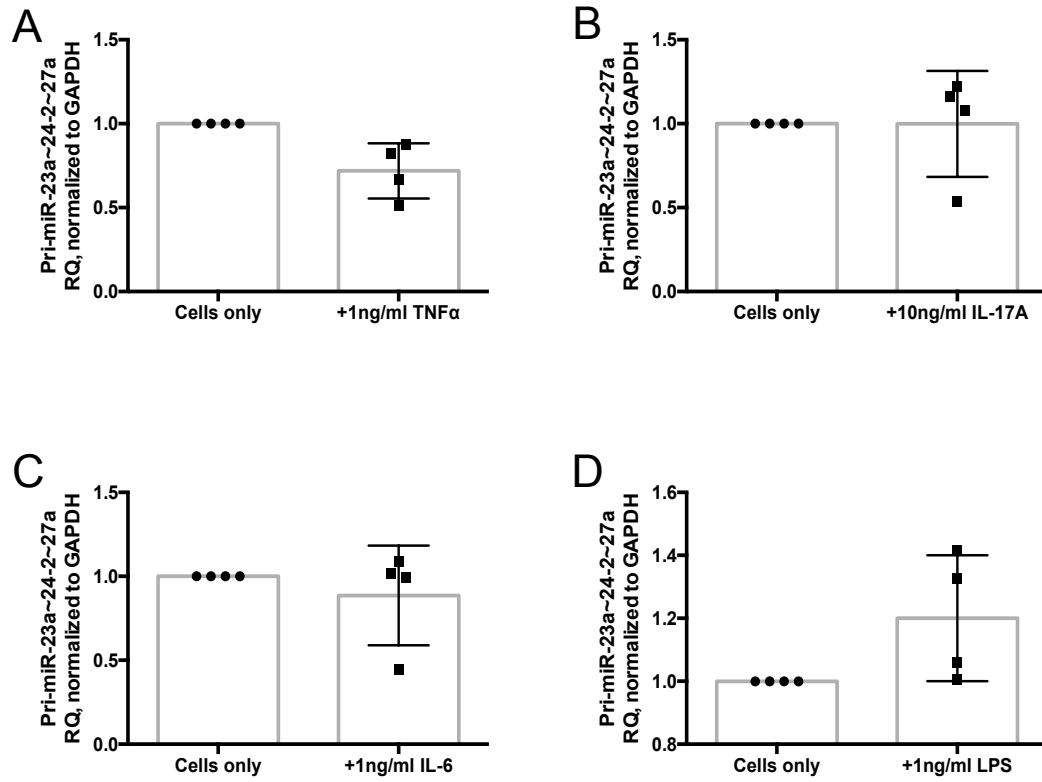 A
Pri-miR-23a~24-2~27a
RQ, normalized to GAPDH
1.5
1.0
0.5
0.0
Cells only
+1ng/ml TNFα
B
Pri-miR-23a~24-2~27a
RQ, normalized to GAPDH
1.5
1.0
0.5
0.0
Cells only
+10ng/ml IL-17A
C
Pri-miR-23a~24-2~27a
RQ, normalized to GAPDH
1.5
1.0
0.5
0.0
Cells only
+1ng/ml IL-6
D
Pri-miR-23a~24-2~27a
RQ, normalized to GAPDH
1.6
1.4
1.2
1.0
0.8
Cells only
+1ng/ml LPS